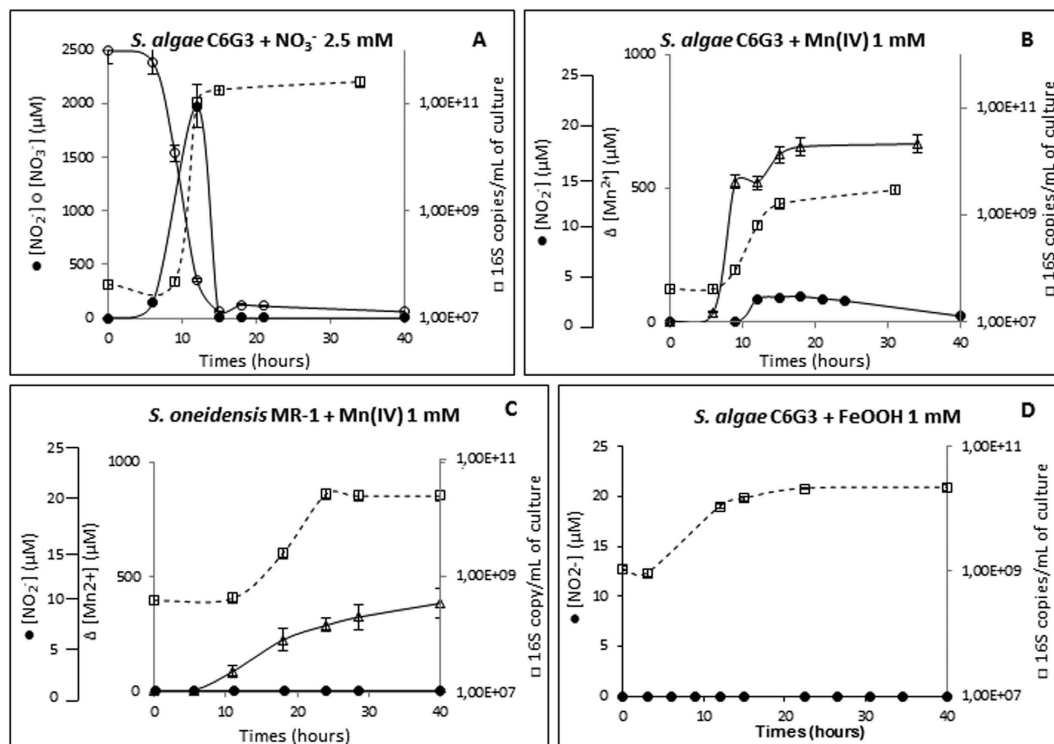 S. algae C6G3 + NO3- 2.5 mM
A
● [NO2-] o [NO3-] (µM)
2500
2000
1500
1000
500
0
0
10
20
30
40
Times (hours)
1,00E+11
1,00E+09
1,00E+07
□ 16S copies/mL of culture
S. algae C6G3 + Mn(IV) 1 mM
B
● [NO2-] (µM)
25
20
15
10
5
0
Δ [Mn2+] (µM)
1000
500
0
0
10
20
30
40
Times (hours)
1,00E+11
1,00E+09
1,00E+07
□ 16S copies/mL of culture
S. oneidensis MR-1 + Mn(IV) 1 mM
C
● [NO2-] (µM)
25
20
15
10
5
0
Δ [Mn2+] (µM)
1000
500
0
0
10
20
30
40
Times (hours)
1,00E+11
1,00E+09
1,00E+07
□ 16S copy/mL of culture
S. algae C6G3 + FeOOH 1 mM
D
● [NO2-] (µM)
25
20
15
10
5
0
0
10
20
30
40
Times (hours)
1,00E+11
1,00E+09
1,00E+07
□ 16S copies/mL of culture